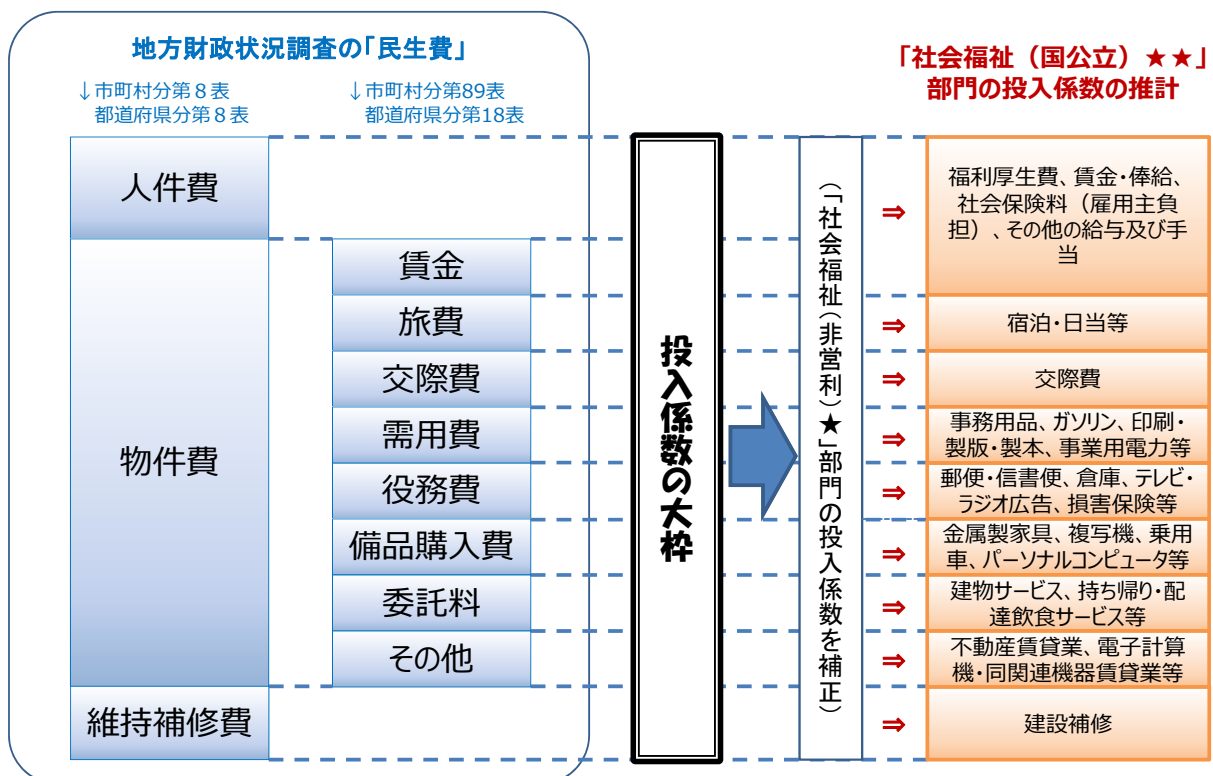 地方財政状況調査の「民生費」
↓市町村分第８表
都道府県分第８表
↓市町村分第89表
都道府県分第18表
「社会福祉（国公立）★★」
部門の投入係数の推計
人件費
物件費
維持補修費
賃金
旅費
交際費
需用費
役務費
備品購入費
委託料
その他
投入係数の大枠
（「社会福祉（非営利）★」部門の投入係数を補正）
⇒
福利厚生費、賃金・俸給、
社会保険料（雇用主負
担）、その他の給与及び手
当
⇒
宿泊・日当等
⇒
交際費
⇒
事務用品、ガソリン、印刷・
製版・製本、事業用電力等
⇒
郵便・信書便、倉庫、テレビ・
ラジオ広告、損害保険等
⇒
金属製家具、複写機、乗用
車、パーソナルコンピュータ等
⇒
建物サービス、持ち帰り・配
達飲食サービス等
⇒
不動産賃貸業、電子計算
機・同関連機器賃貸業等
⇒
建設補修